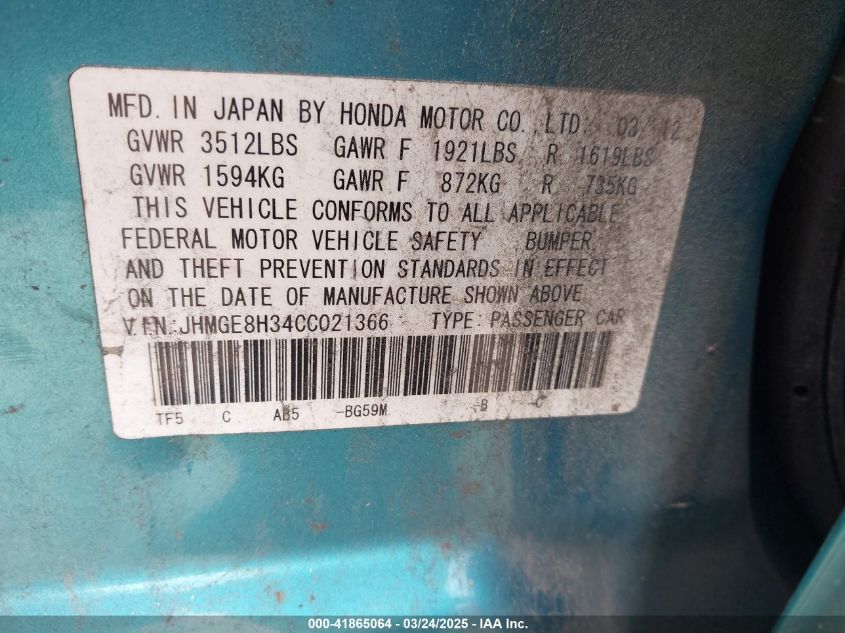 MFD. IN JAPAN BY HONDA MOTOR CO., LTD. 03/12
GVWR 3512LBS GAWR F 1921LBS R 1619LBS
GVWR 1594KG GAWR F 872KG R 735KG
THIS VEHICLE CONFORMS TO ALL APPLICABLE
FEDERAL MOTOR VEHICLE SAFETY BUMPER
AND THEFT PREVENTION STANDARDS IN EFFECT
ON THE DATE OF MANUFACTURE SHOWN ABOVE
V.I.N. JHMGE8H34CC021366 TYPE: PASSENGER CAR
TF5 C AB5 -BG59M -B -C
000-41865064 - 03/24/2025 - IAA Inc.